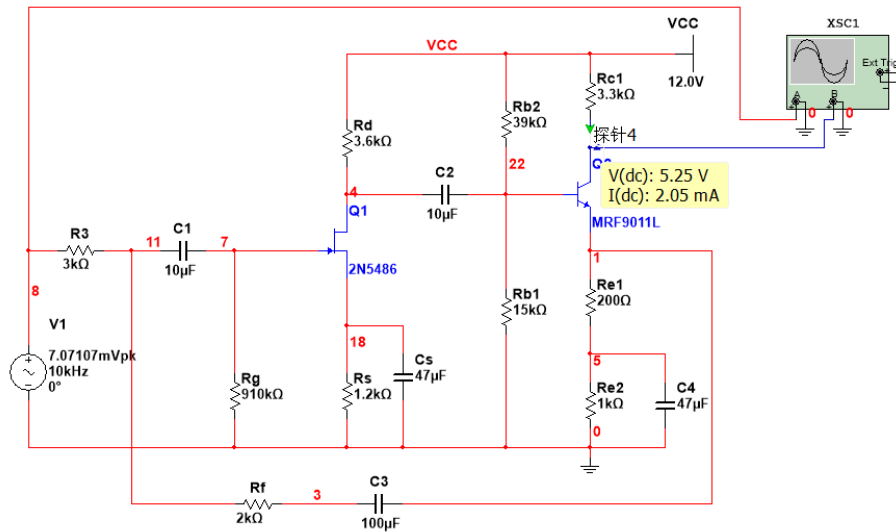 XSC1
Ext Trig
A
B
0
0
VCC
VCC
12.0V
Rc1
3.3kΩ
Rb2
39kΩ
Rd
3.6kΩ
探针4
22
C2
10µF
4
V(dc): 5.25 V
I(dc): 2.05 mA
Q1
MRF9011L
R3
3kΩ
11
C1
10µF
7
2N5486
1
8
Re1
200Ω
Rb1
15kΩ
V1
7.07107mVpk
10kHz
0°
18
Cs
47µF
5
Rg
910kΩ
Rs
1.2kΩ
Re2
1kΩ
C4
47µF
0
Rf
2kΩ
3
C3
100µF